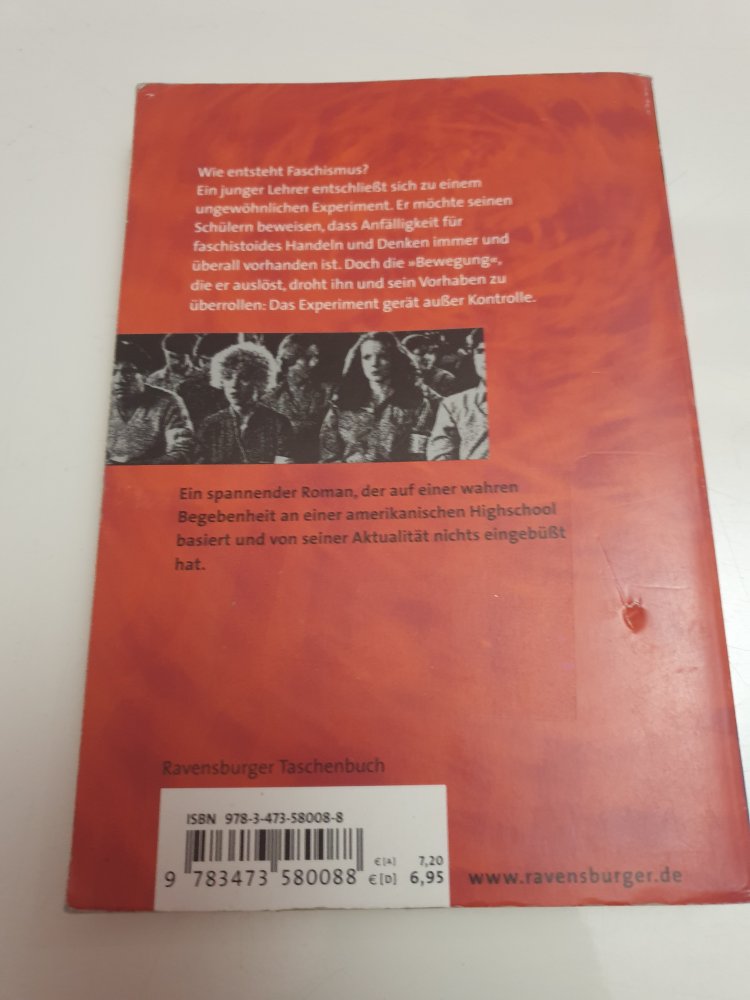 Wie entsteht Faschismus?
Ein junger Lehrer entschließt sich zu einem
ungewöhnlichen Experiment. Er möchte seinen
Schülern beweisen, dass Anfälligkeit für
faschistoides Handeln und Denken immer und
überall vorhanden ist. Doch die »Bewegung«,
die er auslöst, droht ihn und sein Vorhaben zu
überrollen: Das Experiment gerät außer Kontrolle.
Ein spannender Roman, der auf einer wahren
Begebenheit an einer amerikanischen Highschool
basiert und von seiner Aktualität nichts eingebüßt
hat.
Ravensburger Taschenbuch
ISBN 978-3-473-58008-8
€ [A] 7,20
9 783473 580088 € [D] 6,95
www.ravensburger.de